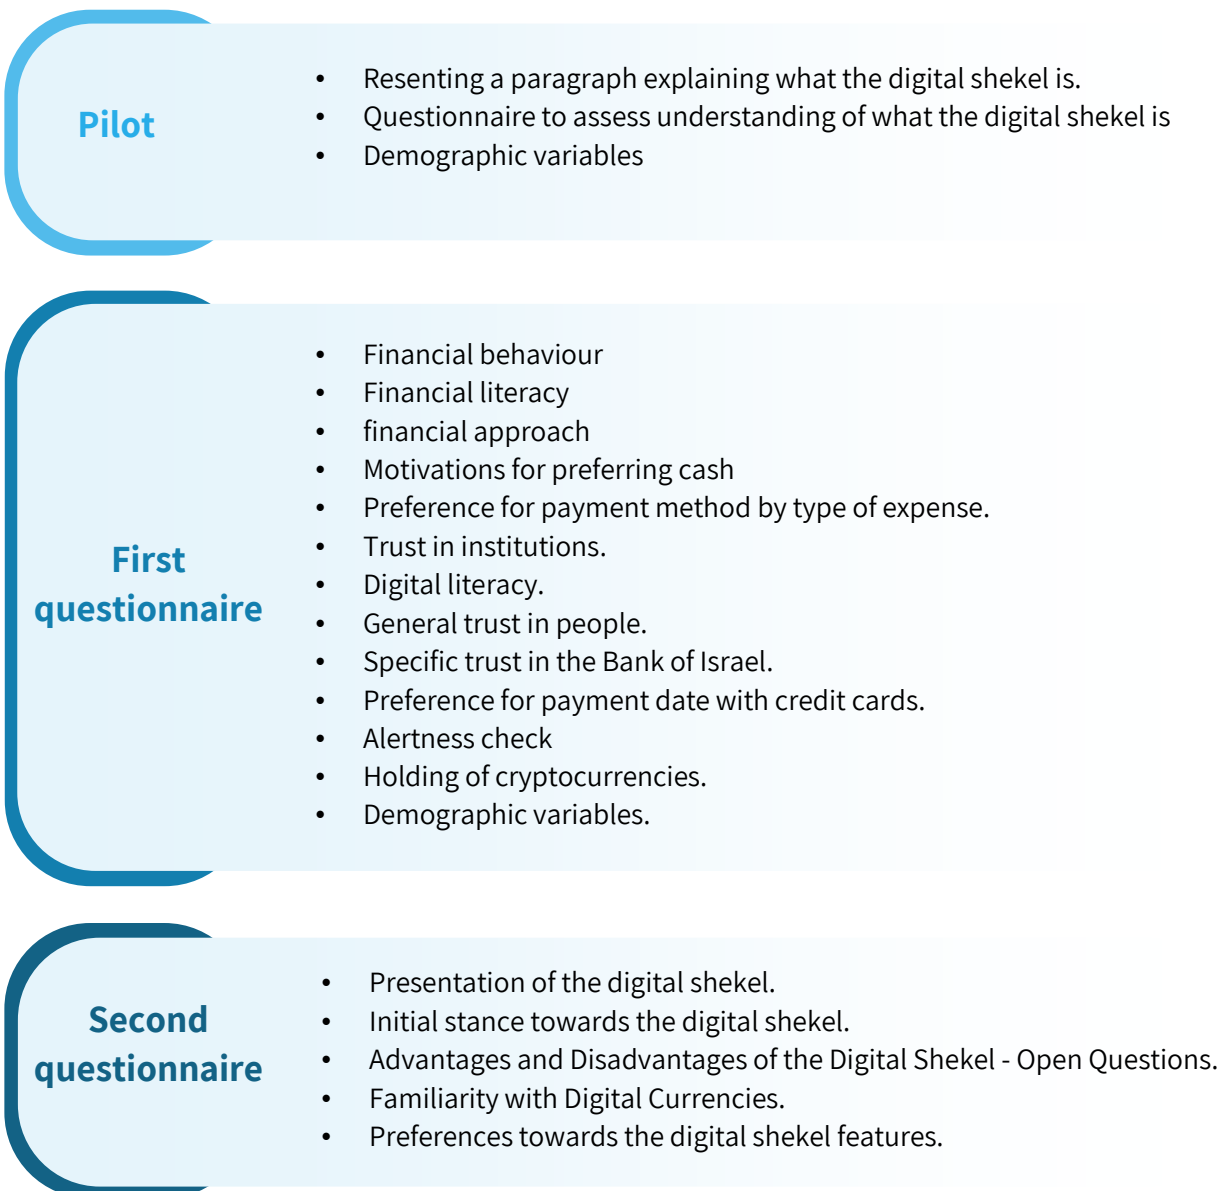 Pilot
• Resenting a paragraph explaining what the digital shekel is.
• Questionnaire to assess understanding of what the digital shekel is
• Demographic variables
First
questionnaire
• Financial behaviour
• Financial literacy
• financial approach
• Motivations for preferring cash
• Preference for payment method by type of expense.
• Trust in institutions.
• Digital literacy.
• General trust in people.
• Specific trust in the Bank of Israel.
• Preference for payment date with credit cards.
• Alertness check
• Holding of cryptocurrencies.
• Demographic variables.
Second
questionnaire
• Presentation of the digital shekel.
• Initial stance towards the digital shekel.
• Advantages and Disadvantages of the Digital Shekel - Open Questions.
• Familiarity with Digital Currencies.
• Preferences towards the digital shekel features.